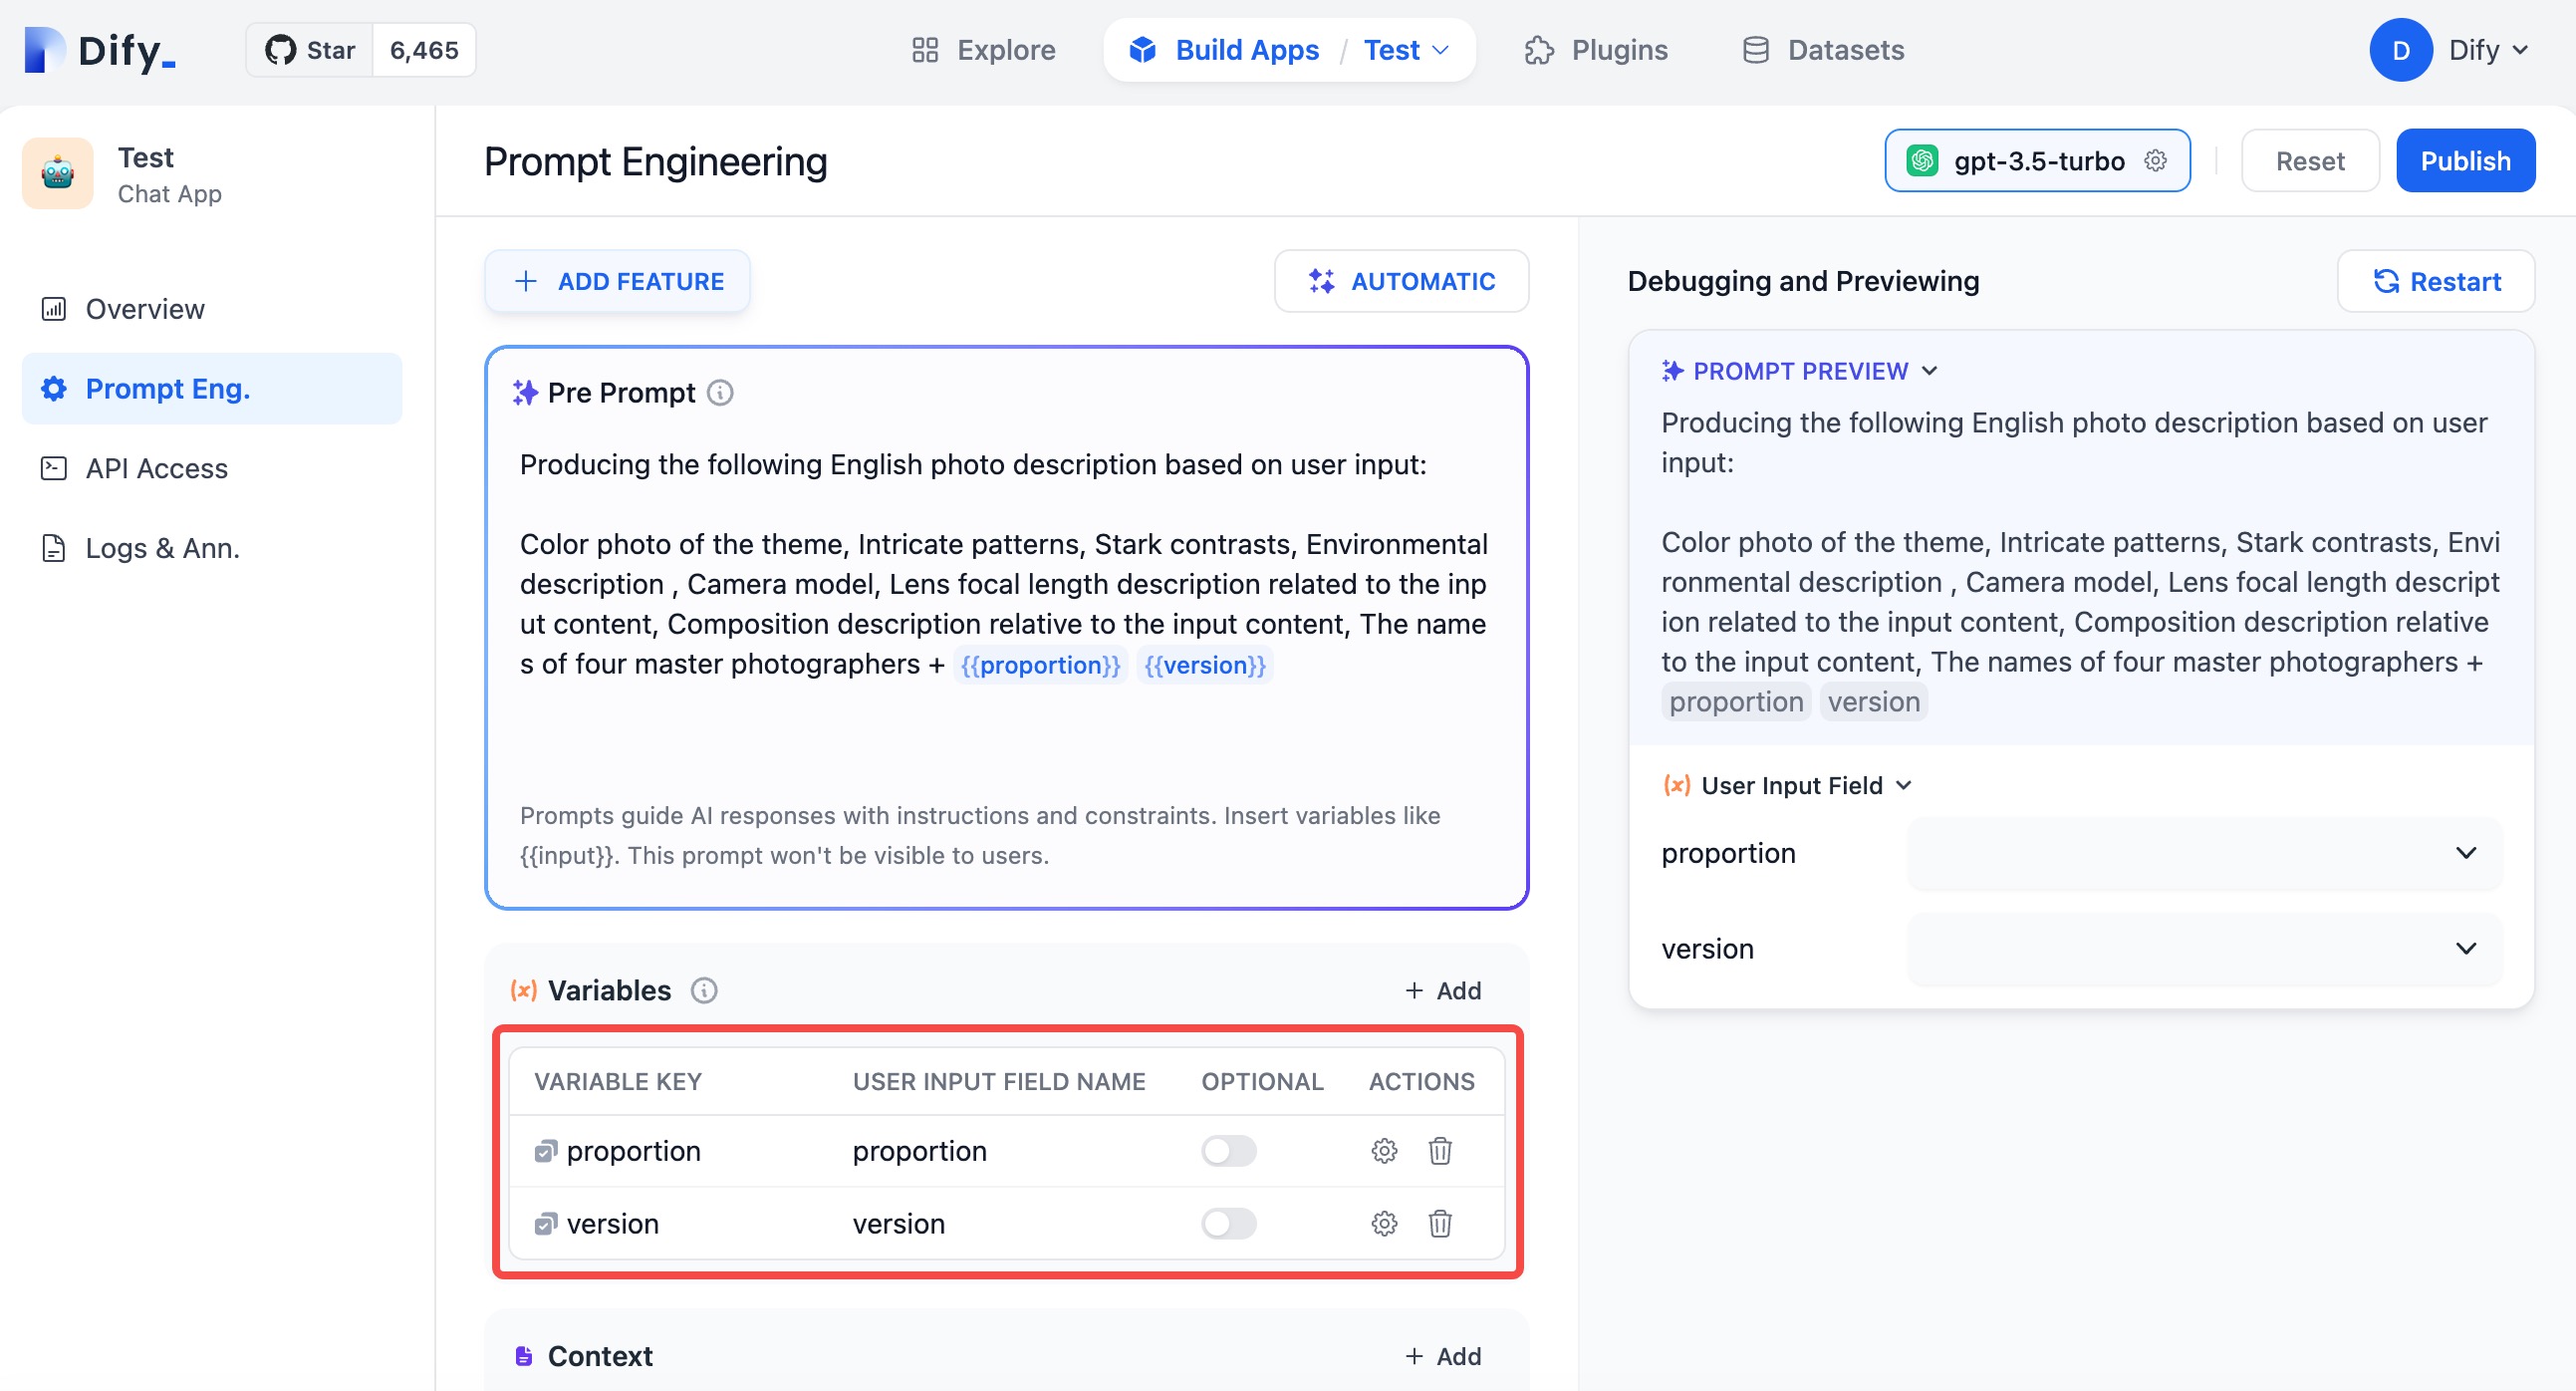 Dify_
Star 6,465
Explore
Build Apps / Test
Plugins
Datasets
D Dify
Test
Chat App
Overview
Prompt Eng.
API Access
Logs & Ann.
Prompt Engineering
gpt-3.5-turbo
Reset
Publish
ADD FEATURE
AUTOMATIC
Pre Prompt
Producing the following English photo description based on user input:
Color photo of the theme, Intricate patterns, Stark contrasts, Environmental
description , Camera model, Lens focal length description related to the inp
ut content, Composition description relative to the input content, The name
s of four master photographers + {{proportion}} {{version}}
Prompts guide AI responses with instructions and constraints. Insert variables like
{{input}}. This prompt won't be visible to users.
(x) Variables
+ Add
VARIABLE KEY USER INPUT FIELD NAME OPTIONAL ACTIONS
proportion proportion
version version
Context
+ Add
Debugging and Previewing
Restart
PROMPT PREVIEW
Producing the following English photo description based on user
input:
Color photo of the theme, Intricate patterns, Stark contrasts, Envi
ronmental description , Camera model, Lens focal length descript
ion related to the input content, Composition description relative
to the input content, The names of four master photographers +
proportion version
(x) User Input Field
proportion
version